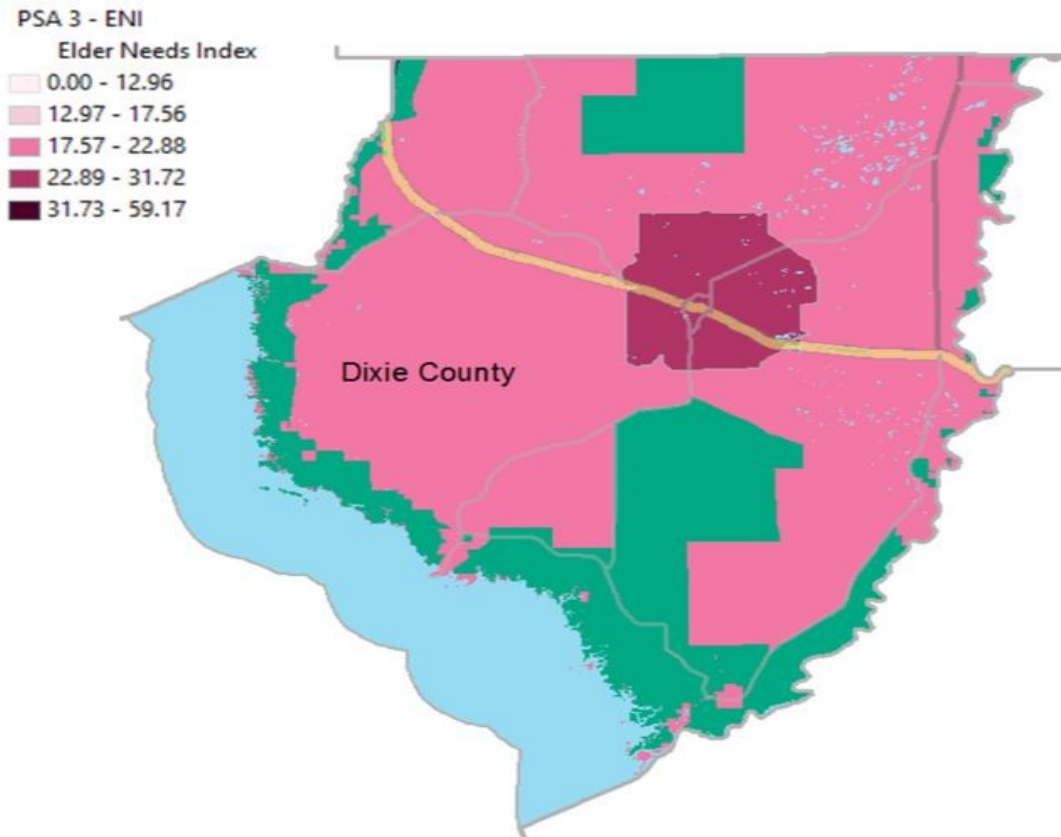 PSA 3 - ENI
Elder Needs Index
0.00 - 12.96
12.97 - 17.56
17.57 - 22.88
22.89 - 31.72
31.73 - 59.17
Dixie County